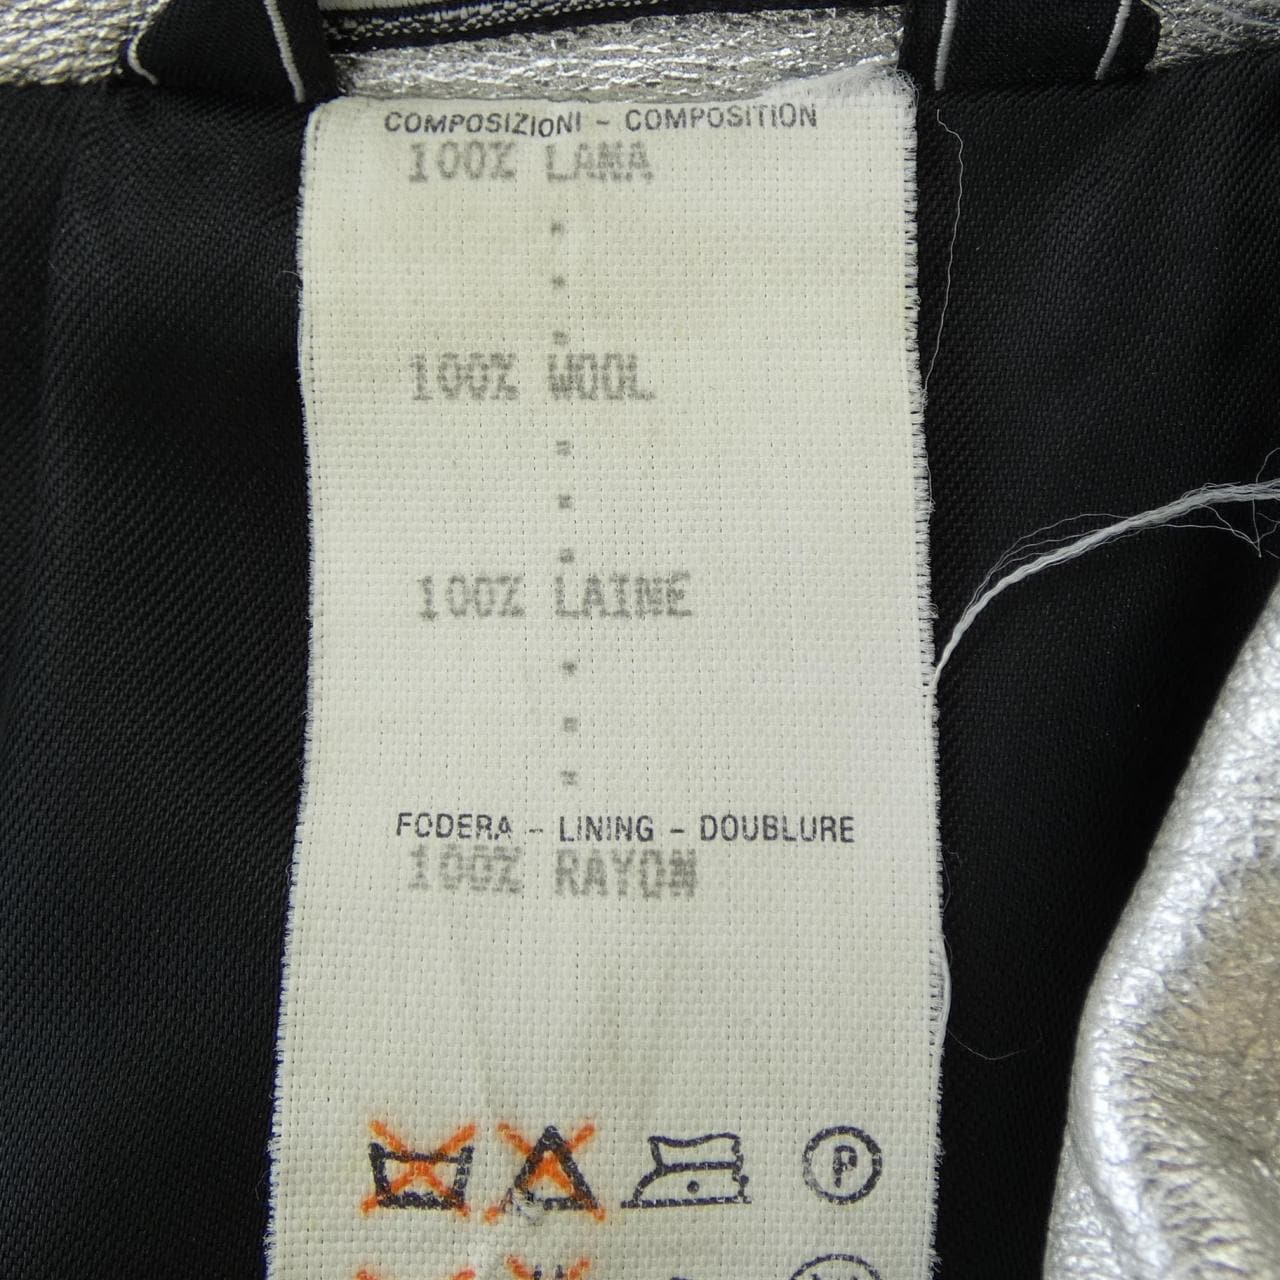 COMPOSIZIONI - COMPOSITION
100% LANA
.
.
.
100% WOOL
.
.
.
100% LAINE
.
.
.
FODERA - LINING - DOUBLURE
100% RAYON
P